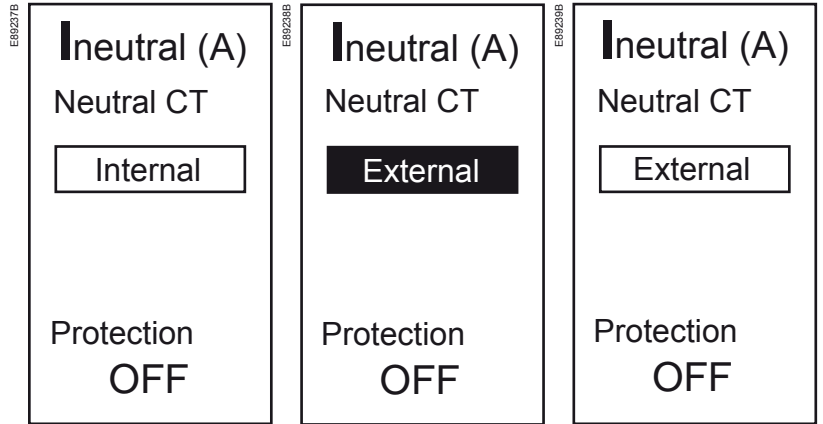 E89237B
Ineutral (A)
Neutral CT
Internal
Protection
OFF
E89238B
Ineutral (A)
Neutral CT
External
Protection
OFF
E89239B
Ineutral (A)
Neutral CT
External
Protection
OFF